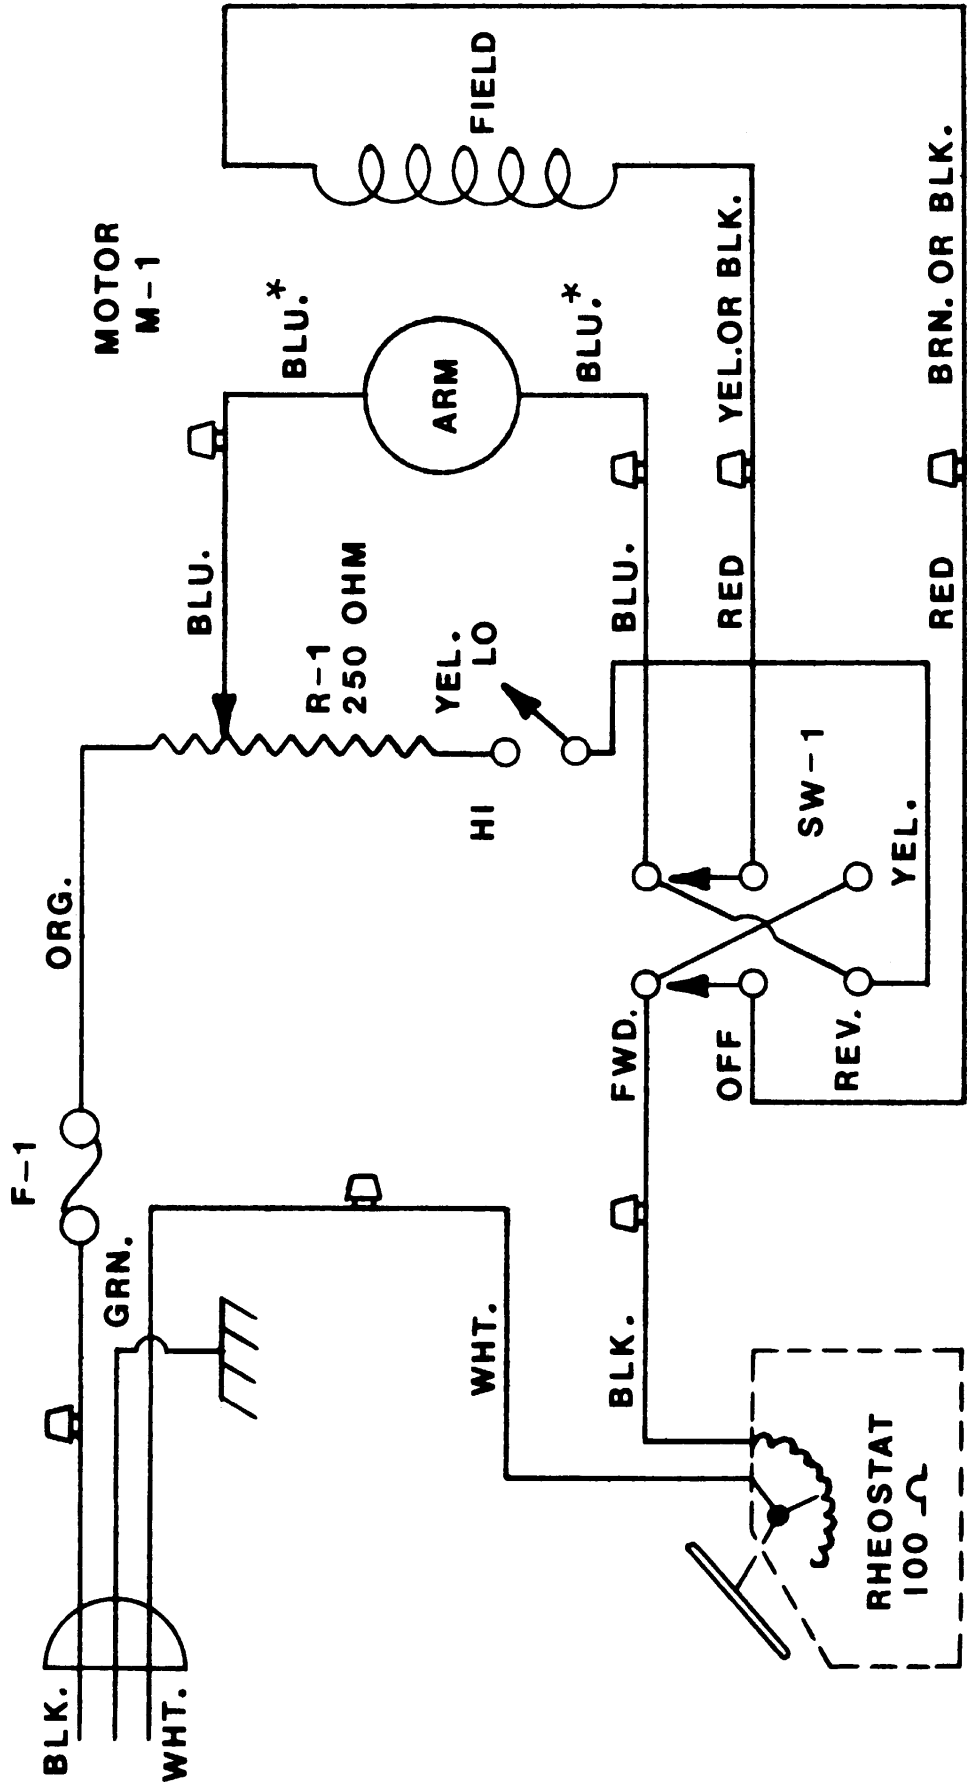 BLK.
WHT.
GRN.
F-1
ORG.
BLU.
MOTOR
M-1
BLU.*
ARM
BLU.*
FIELD
R-1
250 OHM
YEL.
LO
HI
BLU.
RED
YEL.OR BLK.
RED
BRN.OR BLK.
SW-1
YEL.
FWD.
OFF
REV.
WHT.
BLK.
RHEOSTAT
100 Ω